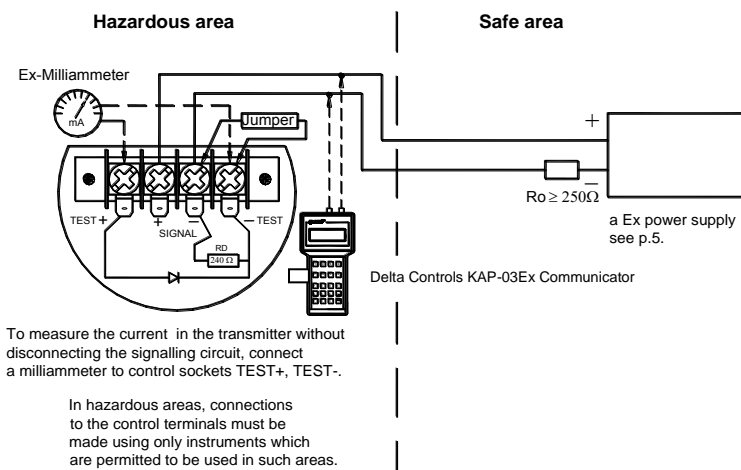 Hazardous area
Safe area
Ex-Milliammeter
mA
Jumper
+
Ro ≥ 250Ω
−
a Ex power supply
see p.5.
TEST +
+
−
− TEST
SIGNAL
RD
240 Ω
Delta Controls KAP-03Ex Communicator
To measure the current in the transmitter without
disconnecting the signalling circuit, connect
a milliammeter to control sockets TEST+, TEST-.
In hazardous areas, connections
to the control terminals must be
made using only instruments which
are permitted to be used in such areas.